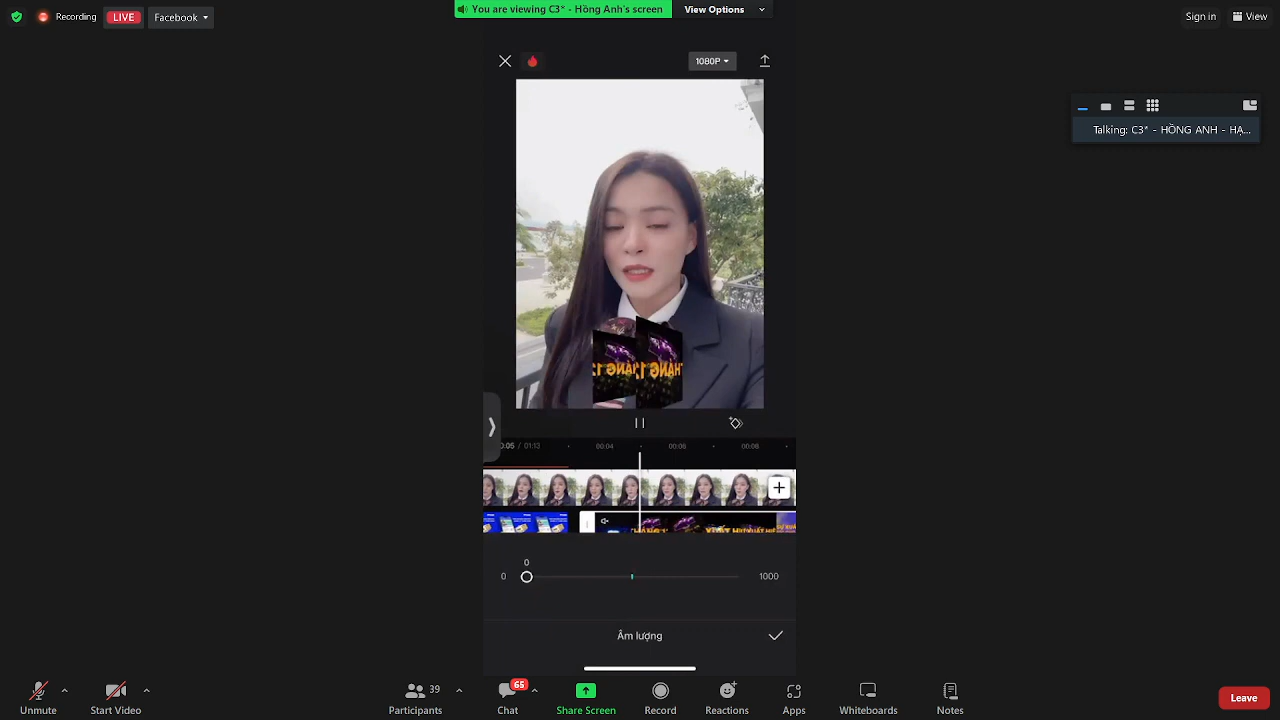 Recording
LIVE
Facebook
You are viewing C3* - Hồng Anh's screen
View Options
Sign in
View
1080P
Talking: C3* - HỒNG ANH - HA...
:05 / 01:13
00:04
00:06
00:08
0
0
1000
Âm lượng
Unmute
Start Video
39
Participants
65
Chat
Share Screen
Record
Reactions
Apps
Whiteboards
Notes
Leave